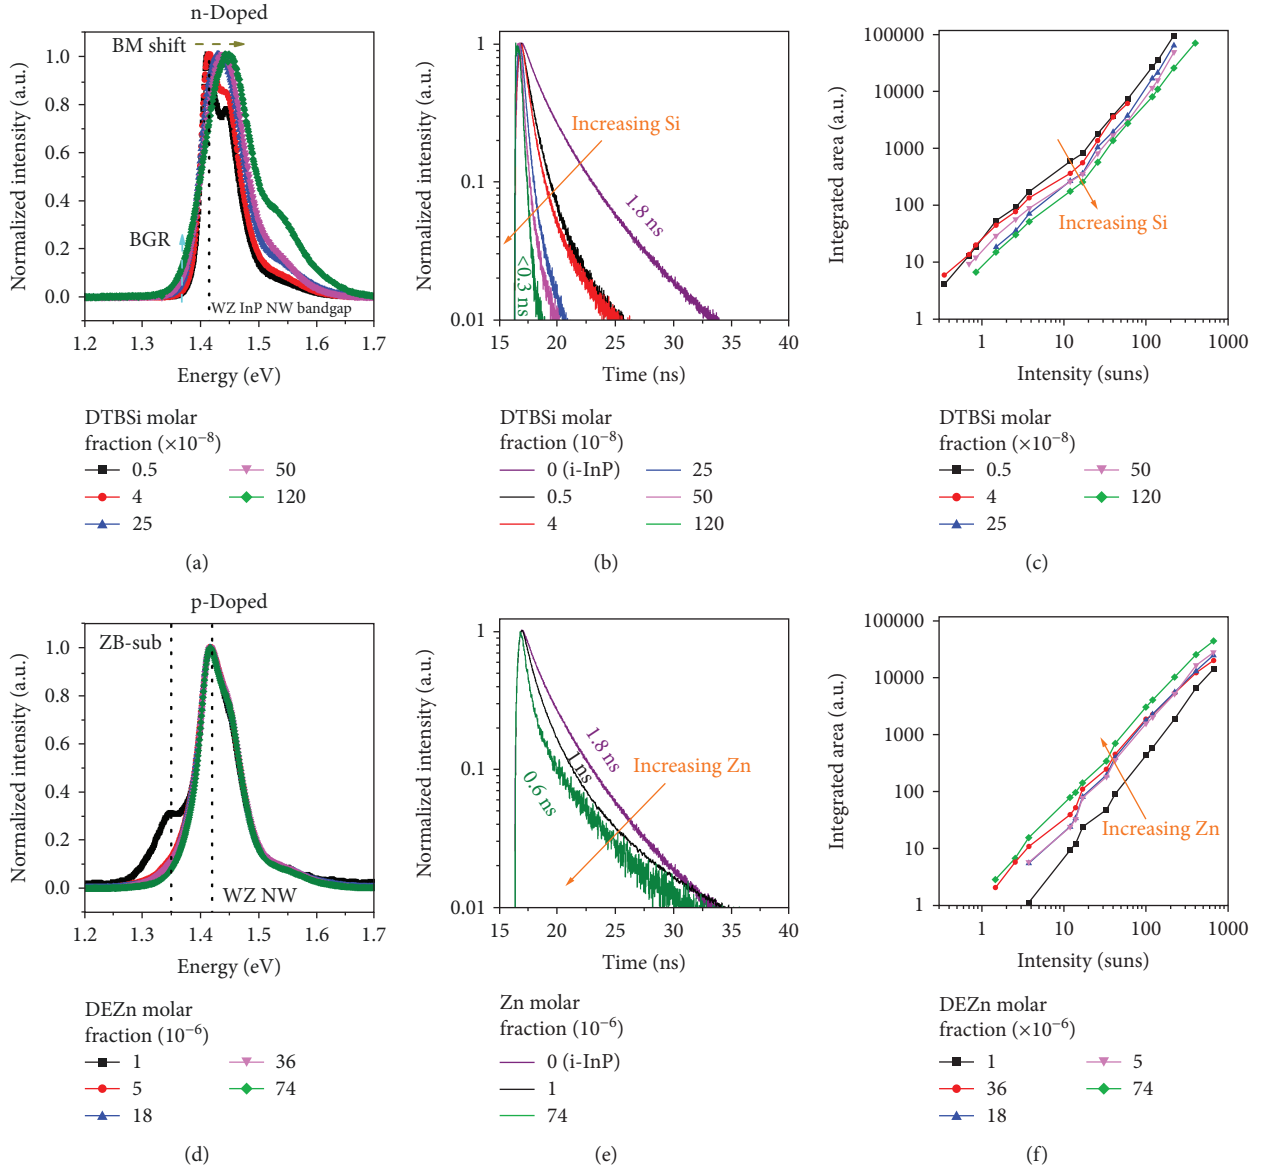 n-Doped
BM shift
BGR
WZ InP NW bandgap
Normalized intensity (a.u.)
1.0
0.8
0.6
0.4
0.2
0.0
1.2 1.3 1.4 1.5 1.6 1.7
Energy (eV)
DTBSi molar
fraction (×10⁻⁸)
0.5 50
4 120
25
(a)
Normalized intensity (a.u.)
1
0.1
0.01
Increasing Si
1.8 ns
<0.3 ns
15 20 25 30 35 40
Time (ns)
DTBSi molar
fraction (10⁻⁸)
0 (i-InP) 25
0.5 50
4 120
(b)
Integrated area (a.u.)
100000
10000
1000
100
10
1
Increasing Si
1 10 100 1000
Intensity (suns)
DTBSi molar
fraction (×10⁻⁸)
0.5 50
4 120
25
(c)
p-Doped
ZB-sub
WZ NW
Normalized intensity (a.u.)
1.0
0.8
0.6
0.4
0.2
0.0
1.2 1.3 1.4 1.5 1.6 1.7
Energy (eV)
DEZn molar
fraction (10⁻⁶)
1 36
5 74
18
(d)
Normalized intensity (a.u.)
1
0.1
0.01
1.8 ns
1 ns
0.6 ns
Increasing Zn
15 20 25 30 35 40
Time (ns)
Zn molar
fraction (10⁻⁶)
0 (i-InP)
1
74
(e)
Integrated area (a.u.)
100000
10000
1000
100
10
1
Increasing Zn
1 10 100 1000
Intensity (suns)
DEZn molar
fraction (×10⁻⁶)
1 5
36 74
18
(f)